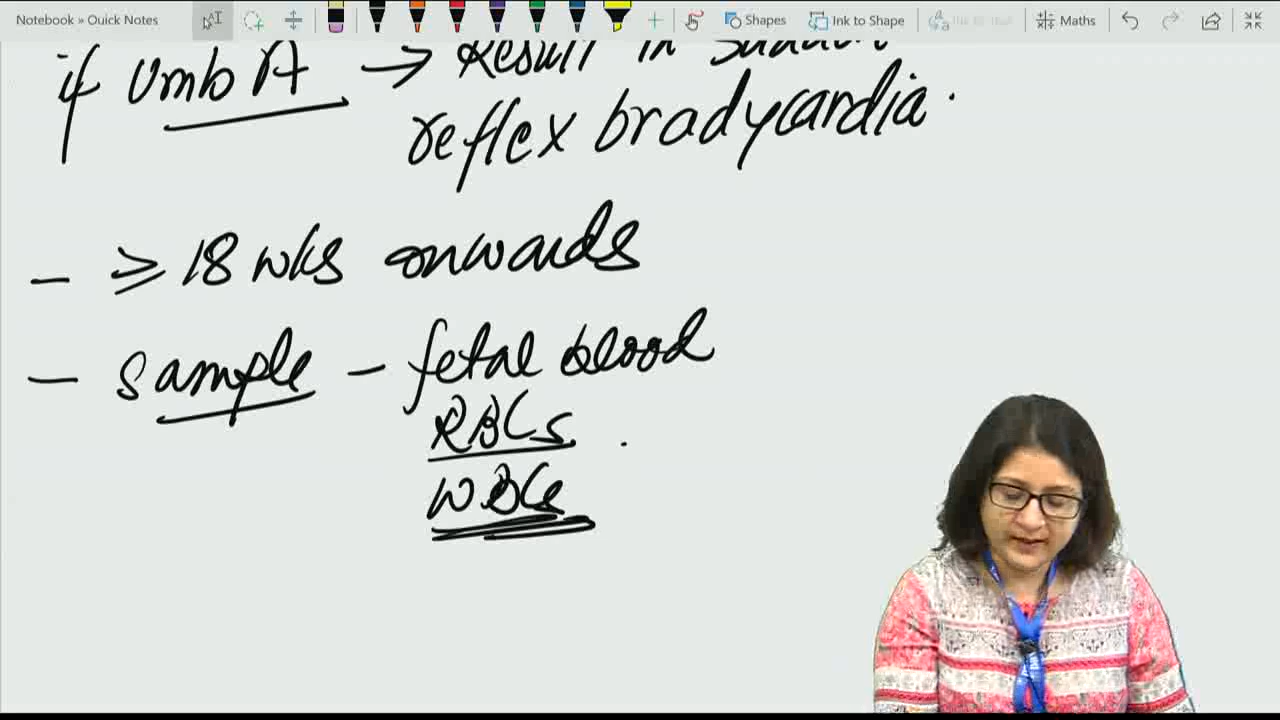 Notebook » Quick Notes
Shapes
Ink to Shape
Maths
if Umb A → Result in sudden
reflex bradycardia.
- ≥ 18 wks onwards
- sample - fetal blood
RBCs
WBCs